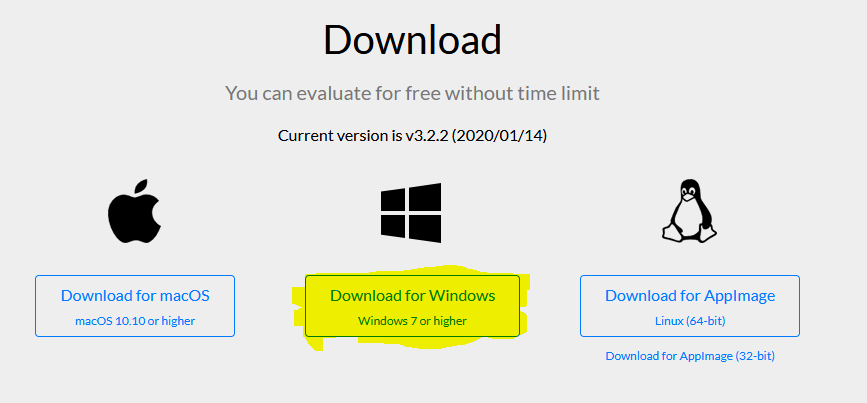 Download
You can evaluate for free without time limit
Current version is v3.2.2 (2020/01/14)
Download for macOS
macOS 10.10 or higher
Download for Windows
Windows 7 or higher
Download for AppImage
Linux (64-bit)
Download for AppImage (32-bit)